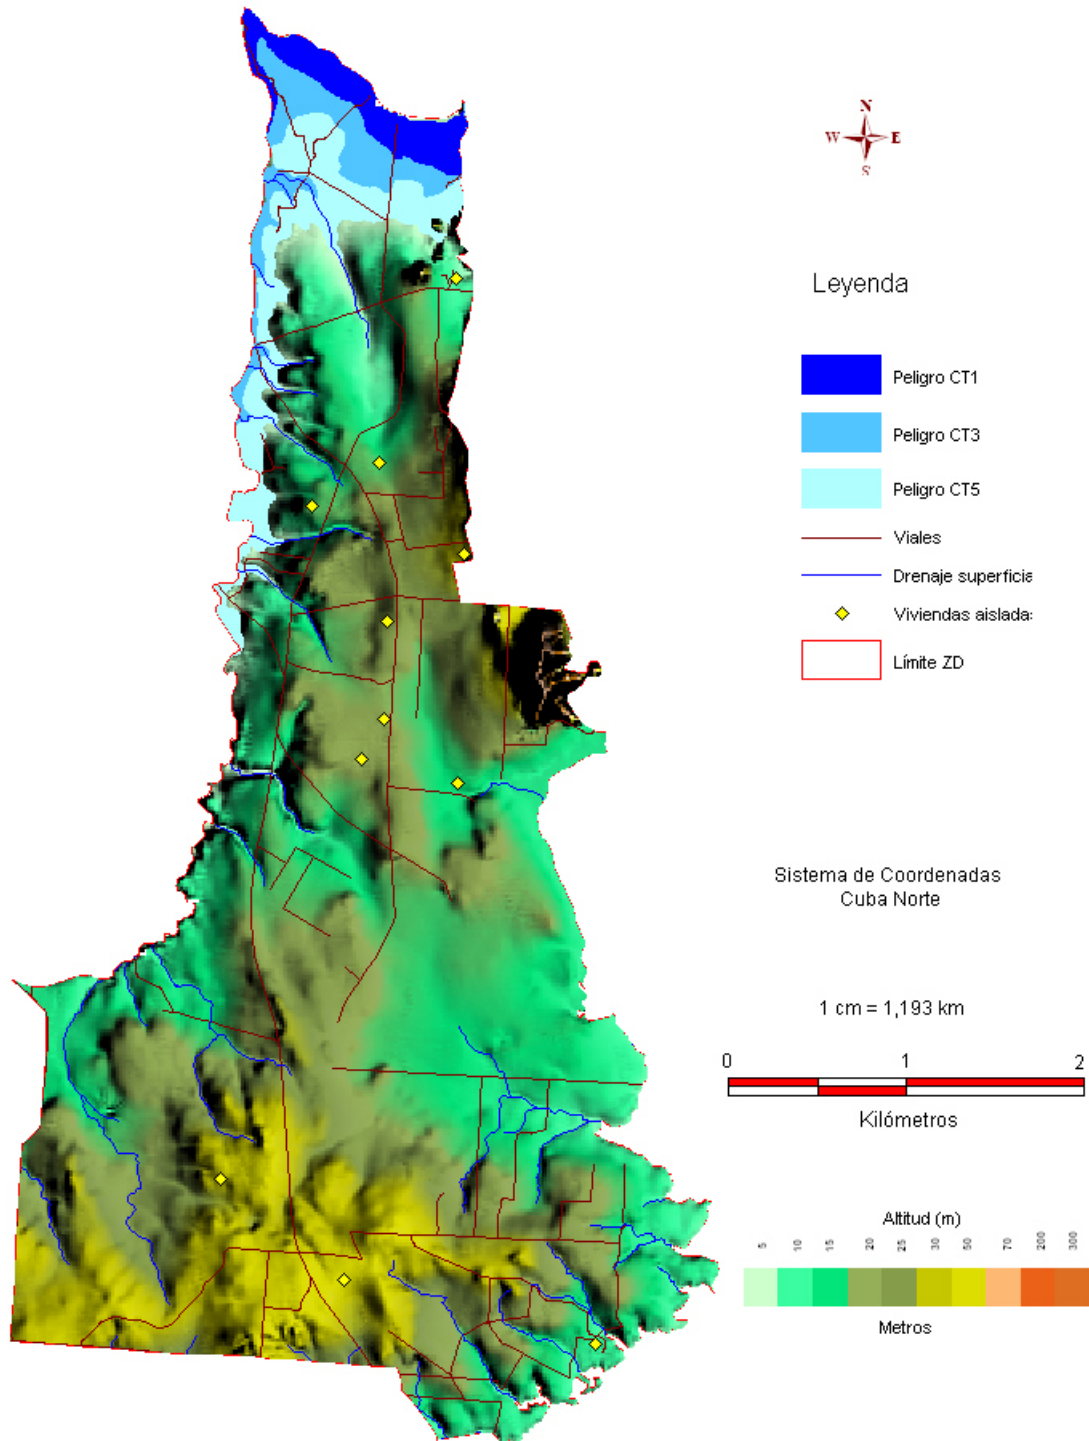 N
W E
S
Leyenda
Peligro CT1
Peligro CT3
Peligro CT5
Viales
Drenaje superficia
Viviendas aislada:
Límite ZD
Sistema de Coordenadas
Cuba Norte
1 cm = 1,193 km
0 1 2
Kilómetros
Altitud (m)
5 10 15 20 25 30 50 70 200 300
Metros